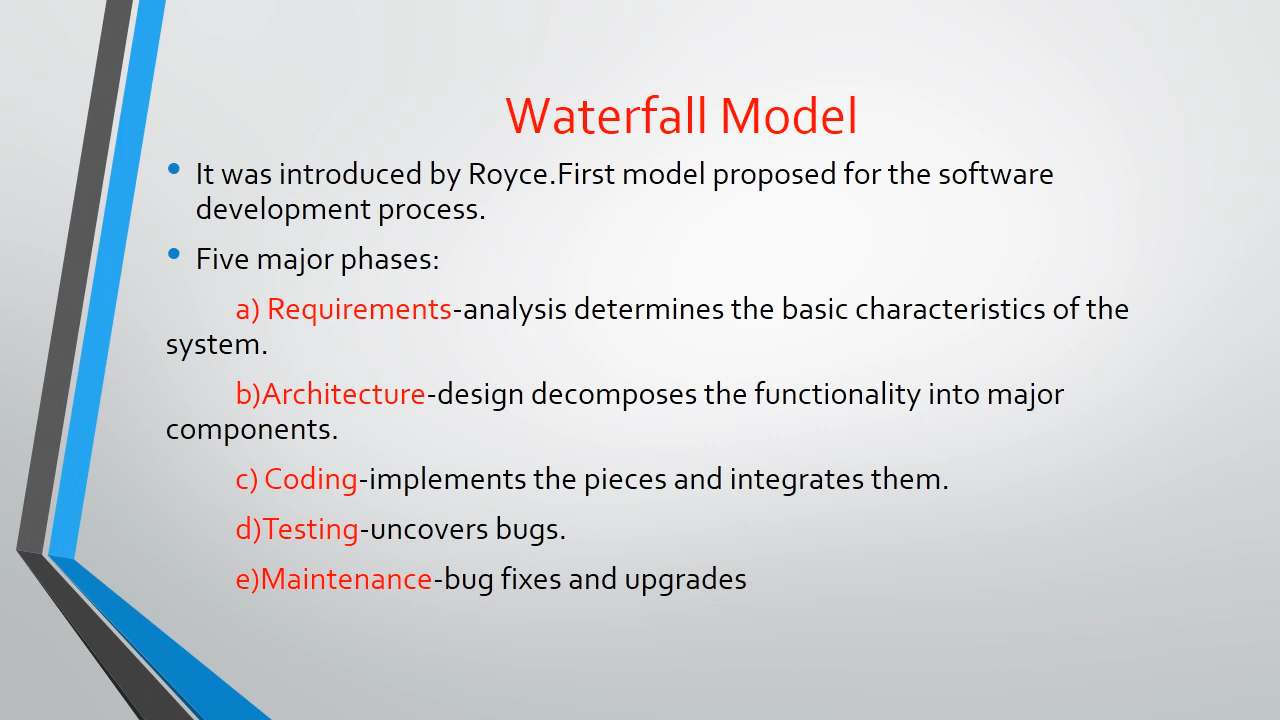 Waterfall Model
• It was introduced by Royce.First model proposed for the software
development process.
• Five major phases:
a) Requirements-analysis determines the basic characteristics of the
system.
b)Architecture-design decomposes the functionality into major
components.
c) Coding-implements the pieces and integrates them.
d)Testing-uncovers bugs.
e)Maintenance-bug fixes and upgrades